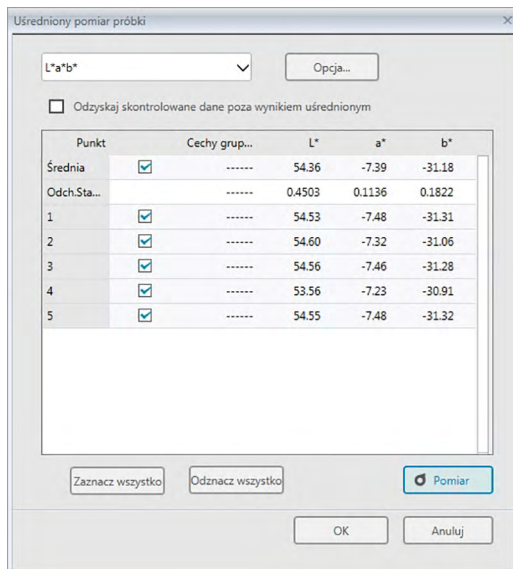 Uśredniony pomiar próbki
L*a*b*
Opcja...
Odzyskaj skontrolowane dane poza wynikiem uśrednionym
Punkt Cechy grup... L* a* b*
Średnia ------ 54.36 -7.39 -31.18
Odch.Sta... ------ 0.4503 0.1136 0.1822
1 ------ 54.53 -7.48 -31.31
2 ------ 54.60 -7.32 -31.06
3 ------ 54.56 -7.46 -31.28
4 ------ 53.56 -7.23 -30.91
5 ------ 54.55 -7.48 -31.32
Zaznacz wszystko Odznacz wszystko Pomiar
OK Anuluj